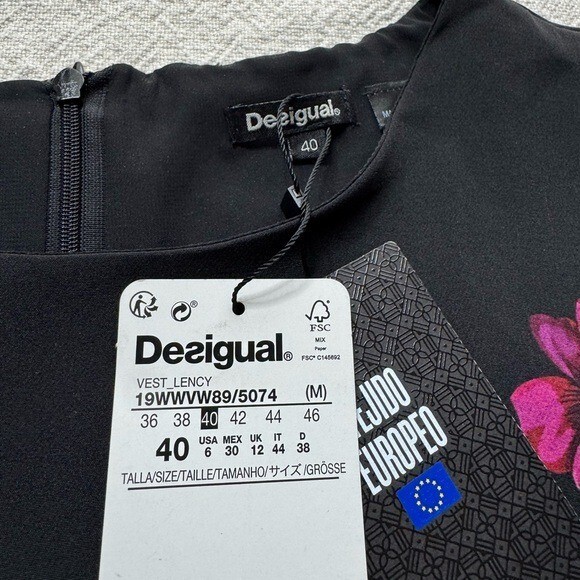 Desigual®
40
FSC
MIX
Paper
FSC® C145692
Desigual®
VEST_LENCY
19WWVW89/5074 (M)
36 38 40 42 44 46
40 USA 6 MEX 30 UK 12 IT 44 D 38
TALLA/SIZE/TAILLE/TAMANHO/サイズ/GRÖSSE
TEJIDO
EUROPEO